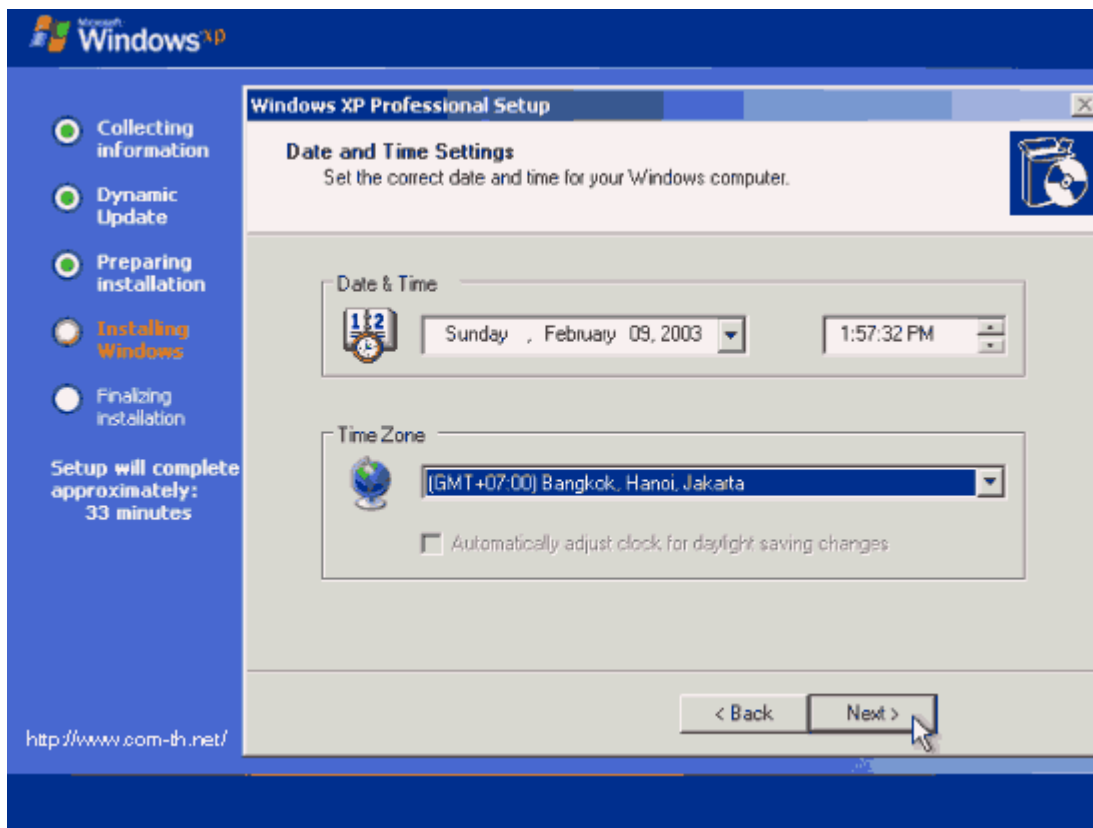 Microsoft
Windows xp
Collecting
information
Dynamic
Update
Preparing
installation
Installing
Windows
Finalizing
installation
Setup will complete
approximately:
33 minutes
http://www.com-th.net/
Windows XP Professional Setup
Date and Time Settings
Set the correct date and time for your Windows computer.
Date & Time
12
Sunday , February 09, 2003
1:57:32 PM
Time Zone
(GMT+07:00) Bangkok, Hanoi, Jakarta
Automatically adjust clock for daylight saving changes
< Back
Next >